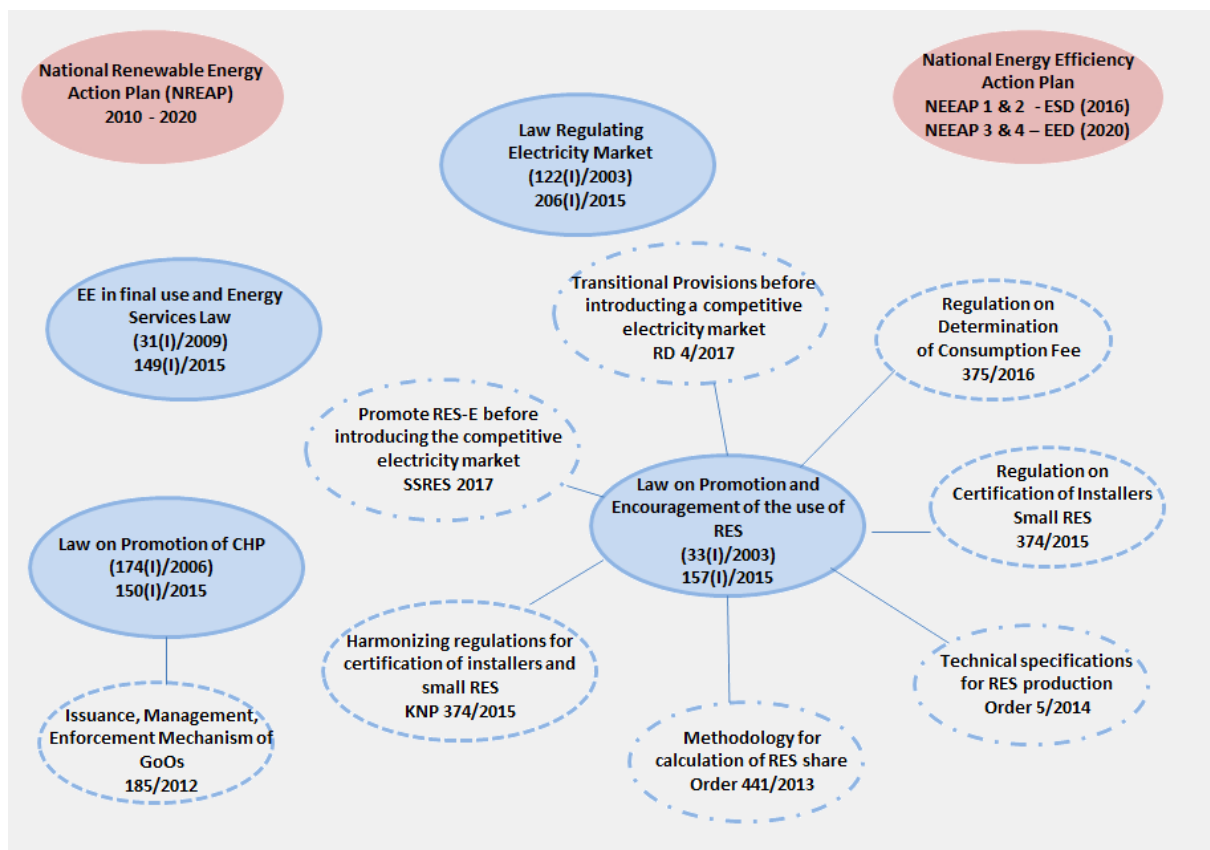 National Renewable Energy
Action Plan (NREAP)
2010 - 2020
National Energy Efficiency
Action Plan
NEEAP 1 & 2 - ESD (2016)
NEEAP 3 & 4 – EED (2020)
Law Regulating
Electricity Market
(122(I)/2003)
206(I)/2015
EE in final use and Energy
Services Law
(31(I)/2009)
149(I)/2015
Transitional Provisions before
introducting a competitive
electricity market
RD 4/2017
Regulation on
Determination
of Consumption Fee
375/2016
Promote RES-E before
introducing the competitive
electricity market
SSRES 2017
Law on Promotion and
Encouragement of the use of
RES
(33(I)/2003)
157(I)/2015
Regulation on
Certification of Installers
Small RES
374/2015
Law on Promotion of CHP
(174(I)/2006)
150(I)/2015
Harmonizing regulations for
certification of installers and
small RES
KNP 374/2015
Technical specifications
for RES production
Order 5/2014
Issuance, Management,
Enforcement Mechanism of
GoOs
185/2012
Methodology for
calculation of RES share
Order 441/2013